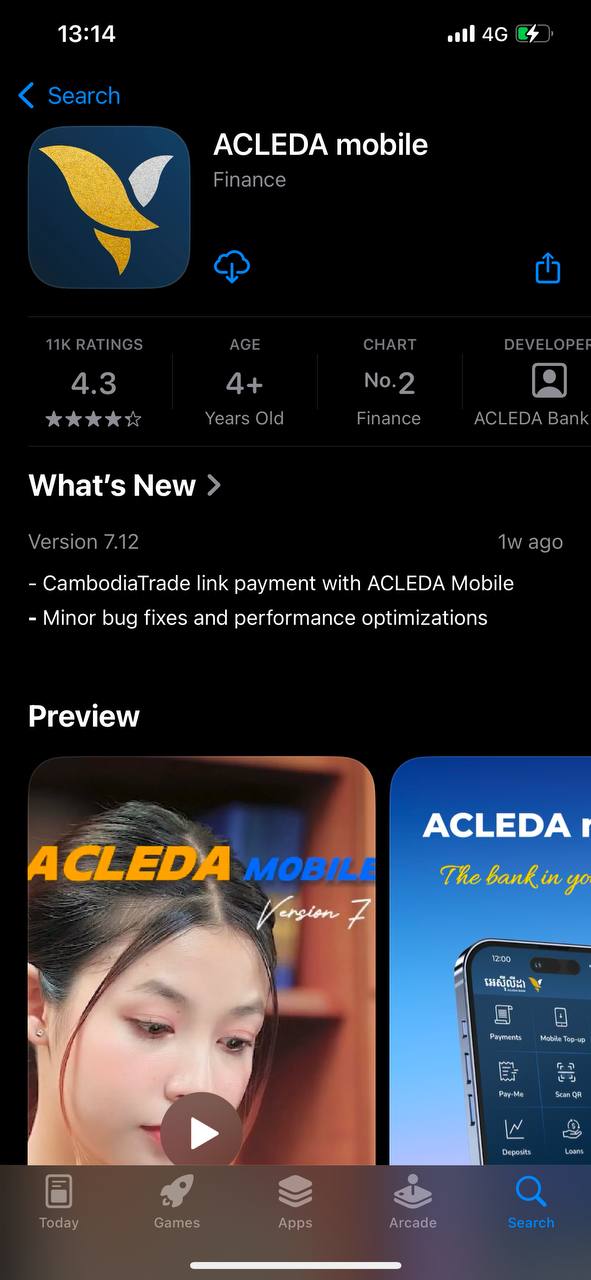 13:14
4G
Search
ACLEDA mobile
Finance
11K RATINGS
4.3
AGE
4+
Years Old
CHART
No.2
Finance
DEVELOPER
ACLEDA Bank
What's New
Version 7.12
1w ago
- CambodiaTrade link payment with ACLEDA Mobile
- Minor bug fixes and performance optimizations
Preview
ACLEDA MOBILE
Version 7
ACLEDA
The bank in
12:00
អេស៊ីលីដា
Payments
Mobile Top-up
Pay-Me
Scan QR
Deposits
Loans
Today
Games
Apps
Arcade
Search